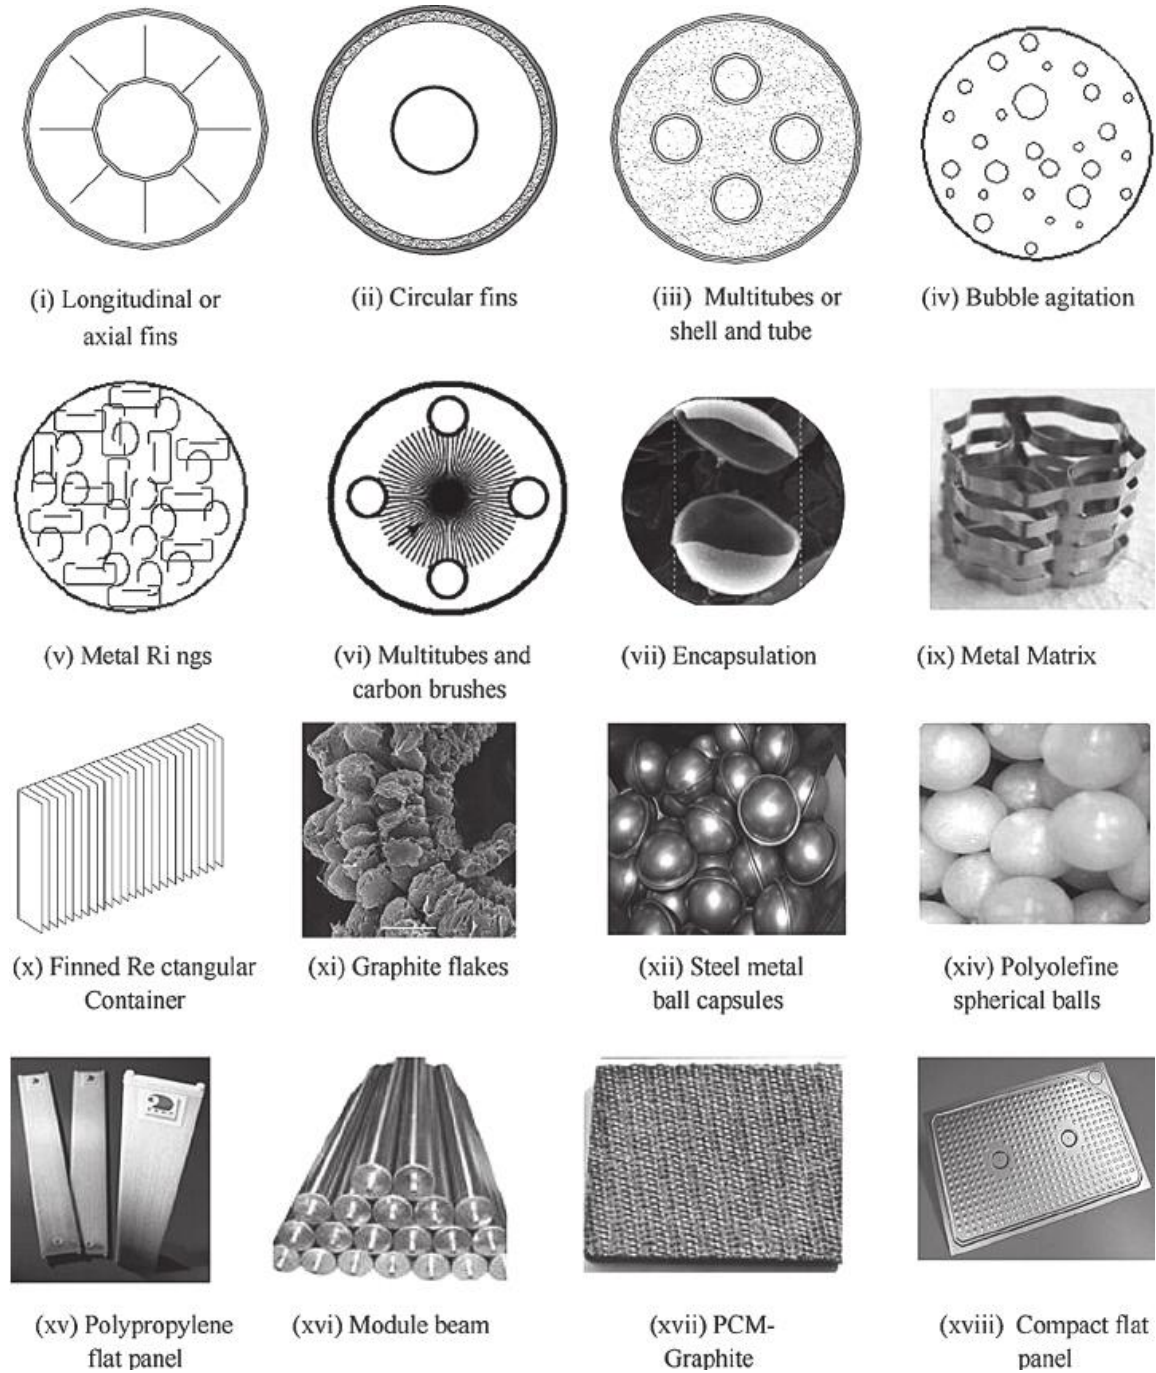 (i) Longitudinal or
axial fins
(ii) Circular fins
(iii) Multitubes or
shell and tube
(iv) Bubble agitation
(v) Metal Ri ngs
(vi) Multitubes and
carbon brushes
(vii) Encapsulation
(ix) Metal Matrix
(x) Finned Re ctangular
Container
(xi) Graphite flakes
(xii) Steel metal
ball capsules
(xiv) Polyolefine
spherical balls
(xv) Polypropylene
flat panel
(xvi) Module beam
(xvii) PCM-
Graphite
(xviii) Compact flat
panel